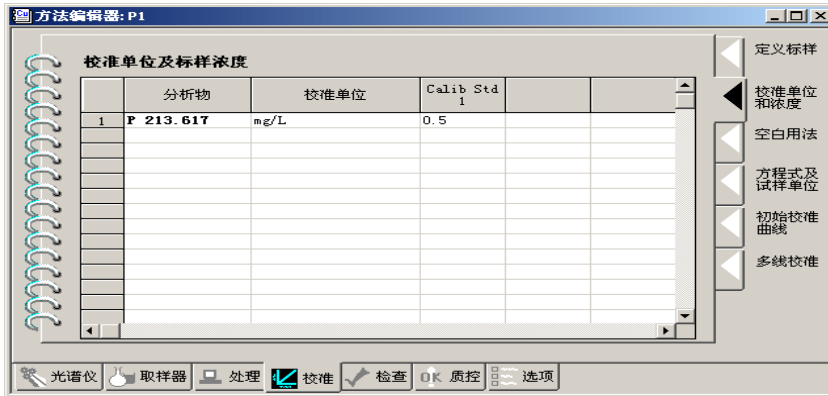 方法编辑器: P1
校准单位及标样浓度
分析物 校准单位 Calib Std 1
1 P 213.617 mg/L 0.5
定义标样
校准单位
和浓度
空白用法
方程式及
试样单位
初始校准
曲线
多线校准
光谱仪 取样器 处理 校准 检查 OK 质控 选项